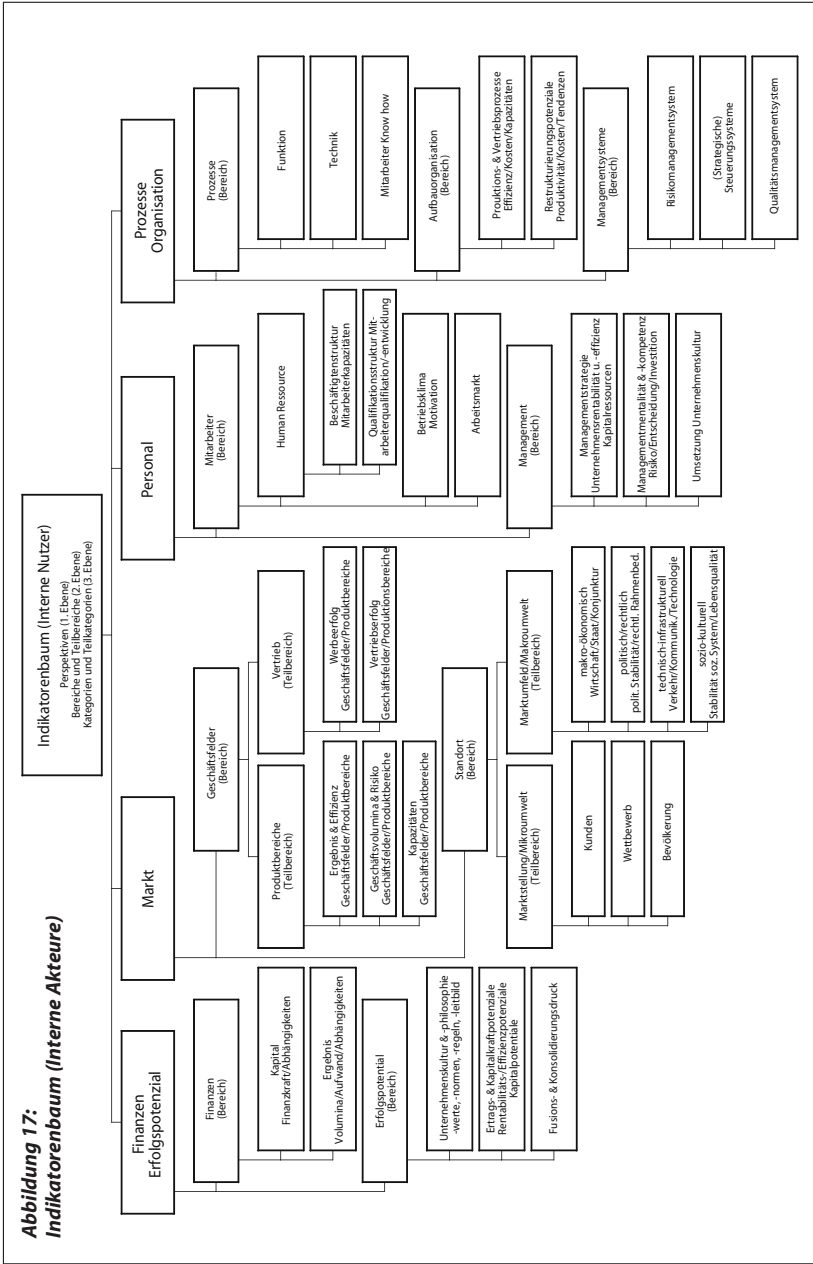 Abbildung 17:
Indikatorenbaum (Interne Akteure)
Indikatorenbaum (Interne Nutzer)
Perspektiven (1. Ebene)
Bereiche und Teilbereiche (2. Ebene)
Kategorien und Teilkategorien (3. Ebene)
Finanzen
Erfolgspotenzial
Finanzen
(Bereich)
Kapital
Finanzkraft/Abhängigkeiten
Ergebnis
Volumina/Aufwand/Abhängigkeiten
Erfolgspotential
(Bereich)
Unternehmenskultur & -philosophie
-werte, -normen, -regeln, -leitbild
Ertrags- & Kapitalkraftpotenziale
Rentabilitäts-/Effizienzpotenziale
Kapitalpotentiale
Fusions- & Konsolidierungsdruck
Markt
Geschäftsfelder
(Bereich)
Produktbereiche
(Teilbereich)
Ergebnis & Effizienz
Geschäftsfelder/Produktbereiche
Geschäftsvolumina & Risiko
Geschäftsfelder/Produktbereiche
Kapazitäten
Geschäftsfelder/Produktbereiche
Vertrieb
(Teilbereich)
Werbeerfolg
Geschäftsfelder/Produktbereiche
Vertriebserfolg
Geschäftsfelder/Produktionsbereiche
Standort
(Bereich)
Marktstellung/Mikroumwelt
(Teilbereich)
Kunden
Wettbewerb
Bevölkerung
Marktumfeld/Makroumwelt
(Teilbereich)
makro-ökonomisch
Wirtschaft/Staat/Konjunktur
politisch/rechtlich
polit. Stabilität/rechtl. Rahmenbed.
technisch-infrastrukturell
Verkehr/Kommunik./Technologie
sozio-kulturell
Stabilität soz. System/Lebensqualität
Personal
Mitarbeiter
(Bereich)
Human Ressource
Beschäftigtenstruktur
Mitarbeiterkapazitäten
Qualifikationsstruktur Mit-
arbeiterqualifikation/-entwicklung
Betriebsklima
Motivation
Arbeitsmarkt
Management
(Bereich)
Managementstrategie
Unternehmensrentabilität u. -effizienz
Kapitalressourcen
Managementmentalität & -kompetenz
Risiko/Entscheidung/Investition
Umsetzung Unternehmenskultur
Prozesse
Organisation
Prozesse
(Bereich)
Funktion
Technik
Mitarbeiter Know how
Aufbauorganisation
(Bereich)
Prouktions- & Vertriebsprozesse
Effizienz/Kosten/Kapazitäten
Restrukturierungspotenziale
Produktivität/Kosten/Tendenzen
Managementsysteme
(Bereich)
Risikomanagementsystem
(Strategische)
Steuerungssysteme
Qualitätsmanagementsystem